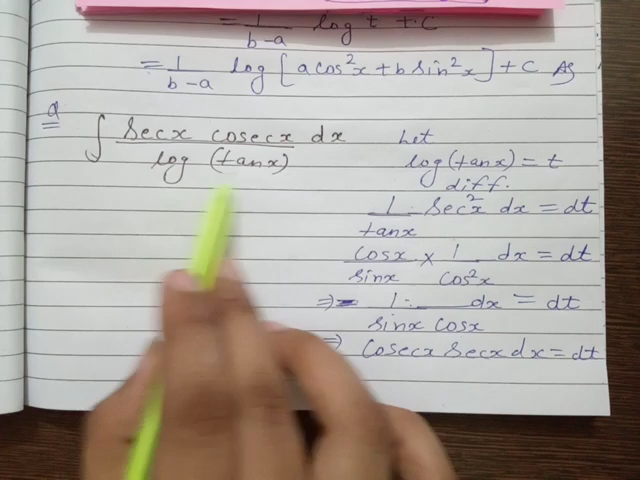 = 1/(b-a) log t + C
= 1/(b-a) log [a cos²x + b sin²x] + C As
Q
∫ secx cosecx dx / log (tanx)
Let
log(tanx) = t
diff.
1/tanx · sec²x dx = dt
cosx/sinx × 1/cos²x dx = dt
⇒ 1/(sinx cosx) dx = dt
⇒ cosecx secx dx = dt